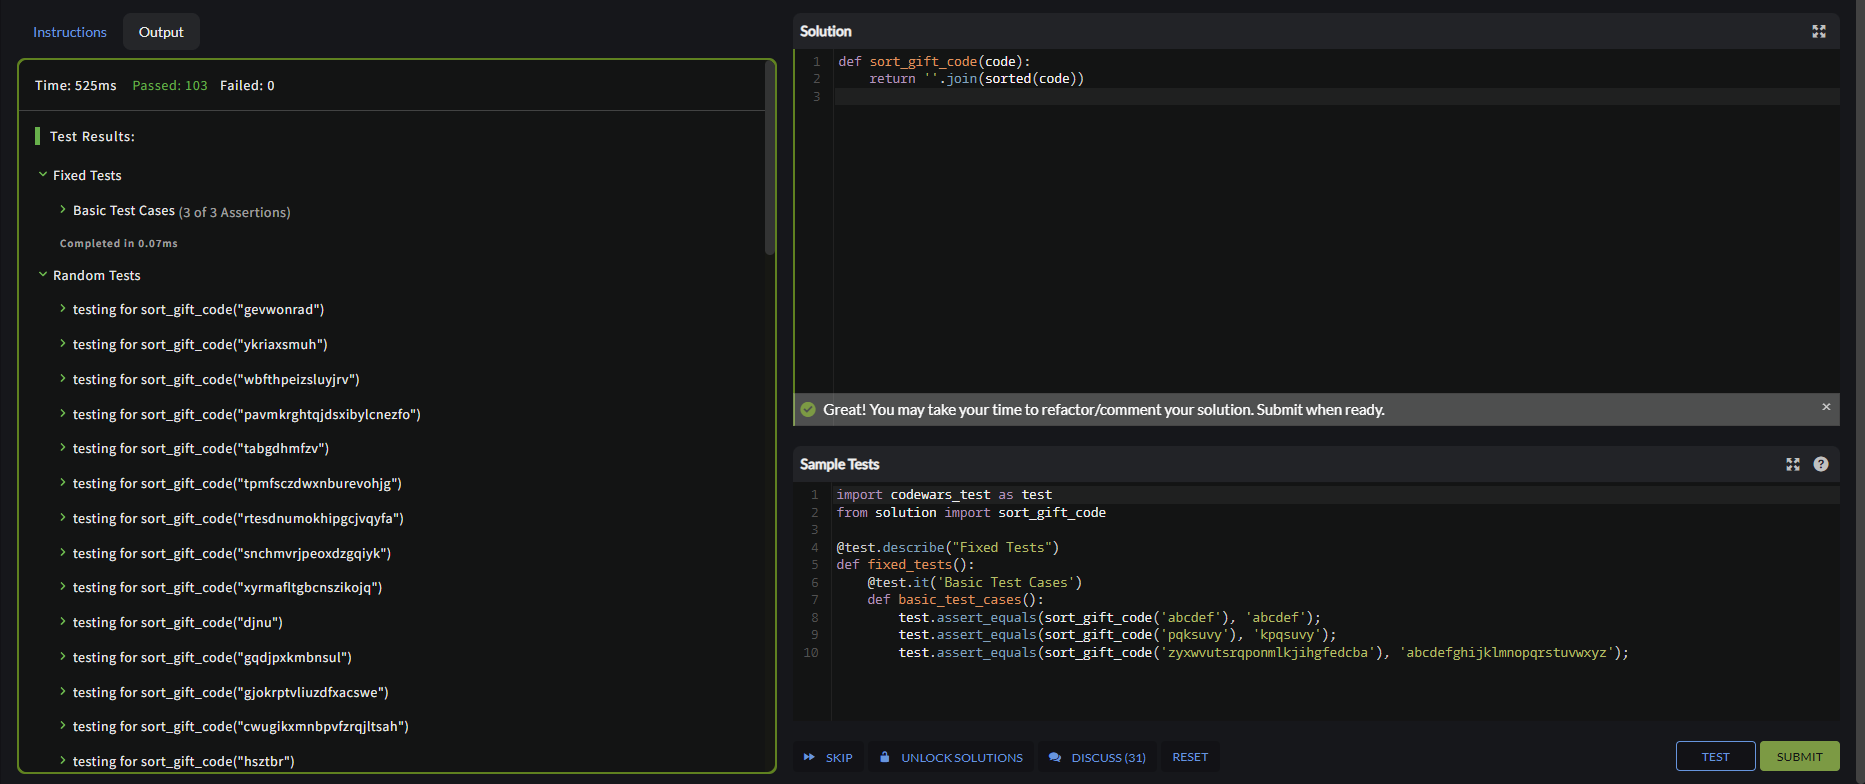 Instructions
Output
Time: 525ms Passed: 103 Failed: 0
Test Results:
Fixed Tests
Basic Test Cases (3 of 3 Assertions)
Completed in 0.07ms
Random Tests
testing for sort_gift_code("gevwonrad")
testing for sort_gift_code("ykriaxsmuh")
testing for sort_gift_code("wbfthpeizsluyjrv")
testing for sort_gift_code("pavmkrghtqjdsxibylcnezfo")
testing for sort_gift_code("tabgdhmfzv")
testing for sort_gift_code("tpmfsczdwxnburevohjg")
testing for sort_gift_code("rtesdnumokhipgcjvqyfa")
testing for sort_gift_code("snchmvrjpeoxdzgqiyk")
testing for sort_gift_code("xyrmafltgbcnszikojq")
testing for sort_gift_code("djnu")
testing for sort_gift_code("gqdjpxkmbnsul")
testing for sort_gift_code("gjokrptvliuzdfxacswe")
testing for sort_gift_code("cwugikxmnbpvfzrqjltsah")
testing for sort_gift_code("hsztbr")
Solution
1 def sort_gift_code(code):
2 return ''.join(sorted(code))
3
Great! You may take your time to refactor/comment your solution. Submit when ready.
Sample Tests
1 import codewars_test as test
2 from solution import sort_gift_code
3
4 @test.describe("Fixed Tests")
5 def fixed_tests():
6 @test.it('Basic Test Cases')
7 def basic_test_cases():
8 test.assert_equals(sort_gift_code('abcdef'), 'abcdef');
9 test.assert_equals(sort_gift_code('pqksuvy'), 'kpqsuvy');
10 test.assert_equals(sort_gift_code('zyxwvutsrqponmlkjihgfedcba'), 'abcdefghijklmnopqrstuvwxyz');
SKIP
UNLOCK SOLUTIONS
DISCUSS (31)
RESET
TEST
SUBMIT